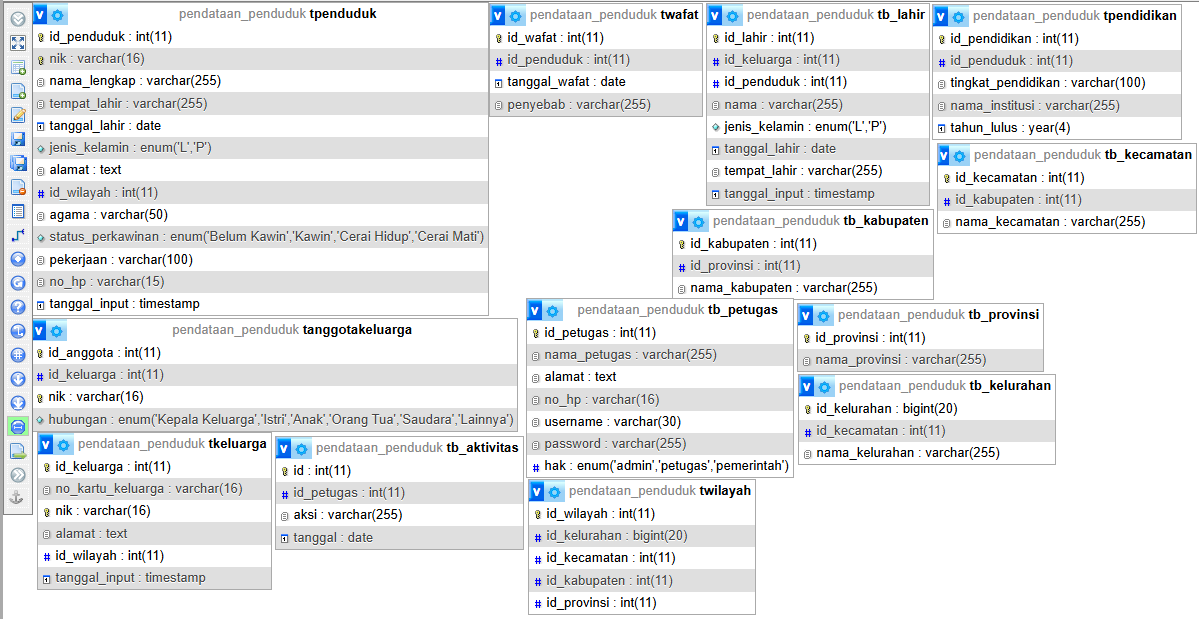 pendataan_penduduk tpenduduk
id_penduduk : int(11)
nik : varchar(16)
nama_lengkap : varchar(255)
tempat_lahir : varchar(255)
tanggal_lahir : date
jenis_kelamin : enum('L','P')
alamat : text
id_wilayah : int(11)
agama : varchar(50)
status_perkawinan : enum('Belum Kawin','Kawin','Cerai Hidup','Cerai Mati')
pekerjaan : varchar(100)
no_hp : varchar(15)
tanggal_input : timestamp
pendataan_penduduk twafat
id_wafat : int(11)
id_penduduk : int(11)
tanggal_wafat : date
penyebab : varchar(255)
pendataan_penduduk tb_lahir
id_lahir : int(11)
id_keluarga : int(11)
id_penduduk : int(11)
nama : varchar(255)
jenis_kelamin : enum('L','P')
tanggal_lahir : date
tempat_lahir : varchar(255)
tanggal_input : timestamp
pendataan_penduduk tpendidikan
id_pendidikan : int(11)
id_penduduk : int(11)
tingkat_pendidikan : varchar(100)
nama_institusi : varchar(255)
tahun_lulus : year(4)
pendataan_penduduk tb_kecamatan
id_kecamatan : int(11)
id_kabupaten : int(11)
nama_kecamatan : varchar(255)
pendataan_penduduk tb_kabupaten
id_kabupaten : int(11)
id_provinsi : int(11)
nama_kabupaten : varchar(255)
pendataan_penduduk tanggotakeluarga
id_anggota : int(11)
id_keluarga : int(11)
nik : varchar(16)
hubungan : enum('Kepala Keluarga','Istri','Anak','Orang Tua','Saudara','Lainnya')
pendataan_penduduk tb_petugas
id_petugas : int(11)
nama_petugas : varchar(255)
alamat : text
no_hp : varchar(16)
username : varchar(30)
password : varchar(255)
hak : enum('admin','petugas','pemerintah')
pendataan_penduduk tb_provinsi
id_provinsi : int(11)
nama_provinsi : varchar(255)
pendataan_penduduk tb_kelurahan
id_kelurahan : bigint(20)
id_kecamatan : int(11)
nama_kelurahan : varchar(255)
pendataan_penduduk tkeluarga
id_keluarga : int(11)
no_kartu_keluarga : varchar(16)
nik : varchar(16)
alamat : text
id_wilayah : int(11)
tanggal_input : timestamp
pendataan_penduduk tb_aktivitas
id : int(11)
id_petugas : int(11)
aksi : varchar(255)
tanggal : date
pendataan_penduduk twilayah
id_wilayah : int(11)
id_kelurahan : bigint(20)
id_kecamatan : int(11)
id_kabupaten : int(11)
id_provinsi : int(11)